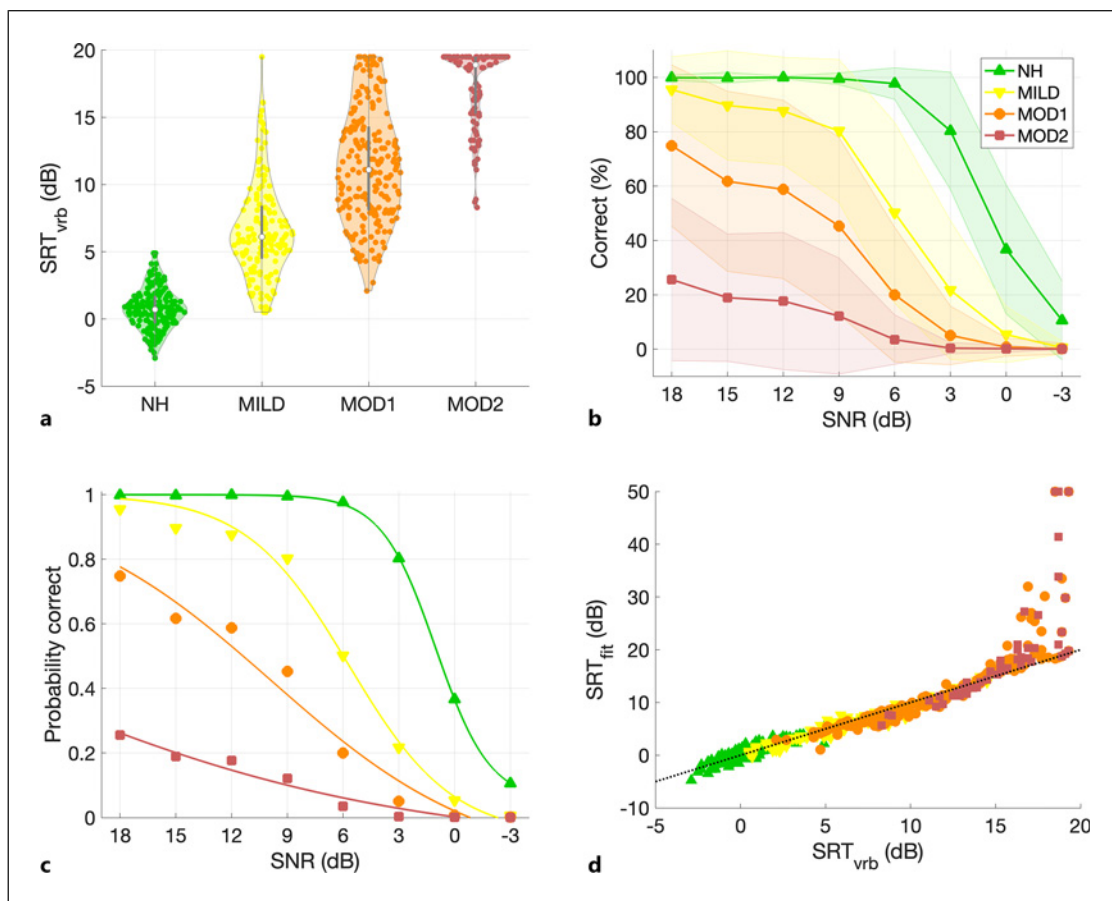 20
15
10
5
0
-5
SRTvrb (dB)
NH MILD MOD1 MOD2
a
100
80
60
40
20
0
Correct (%)
NH
MILD
MOD1
MOD2
18 15 12 9 6 3 0 -3
SNR (dB)
b
1
0.8
0.6
0.4
0.2
0
Probability correct
18 15 12 9 6 3 0 -3
SNR (dB)
c
50
40
30
20
10
0
-10
SRTfit (dB)
-5 0 5 10 15 20
SRTvrb (dB)
d